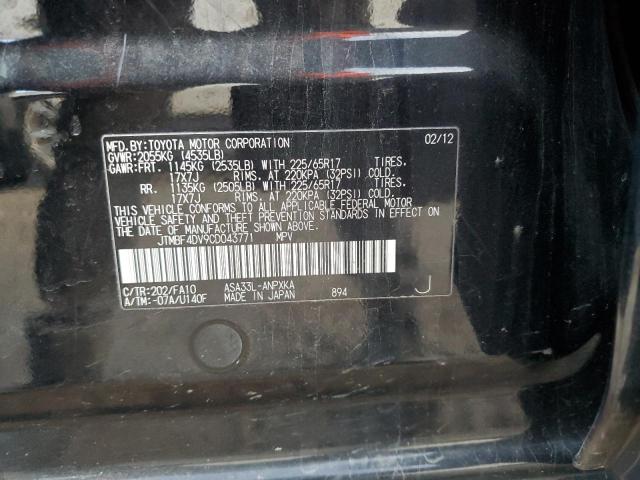 MFD.BY:TOYOTA MOTOR CORPORATION 02/12
GVWR:2055KG (4535LB)
GAWR:FRT. 1145KG (2535LB) WITH 225/65R17 TIRES.
17X7J RIMS. AT 220KPA (32PSI) COLD.
RR. 1135KG (2505LB) WITH 225/65R17 TIRES.
17X7J RIMS. AT 220KPA (32PSI) COLD.
THIS VEHICLE CONFORMS TO ALL APPLICABLE FEDERAL MOTOR
VEHICLE SAFETY AND THEFT PREVENTION STANDARDS IN EFFECT ON
THE DATE OF MANUFACTURE SHOWN ABOVE.
JTMBF4DV9CD043771 MPV
C/TR:202/FA10 ASA33L-ANPXKA
A/TM:-07A/U140F MADE IN JAPAN 894 J